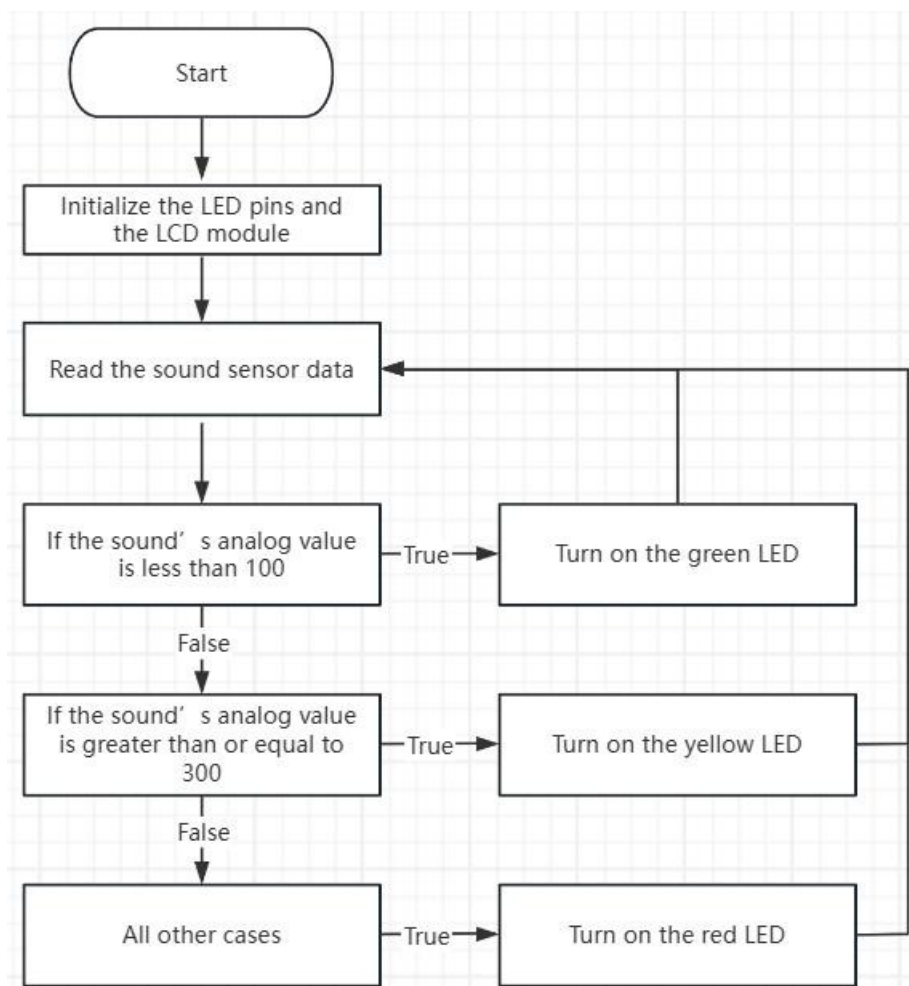 Start
Initialize the LED pins and
the LCD module
Read the sound sensor data
If the sound’ s analog value
is less than 100
True
Turn on the green LED
False
If the sound’ s analog value
is greater than or equal to
300
True
Turn on the yellow LED
False
All other cases
True
Turn on the red LED